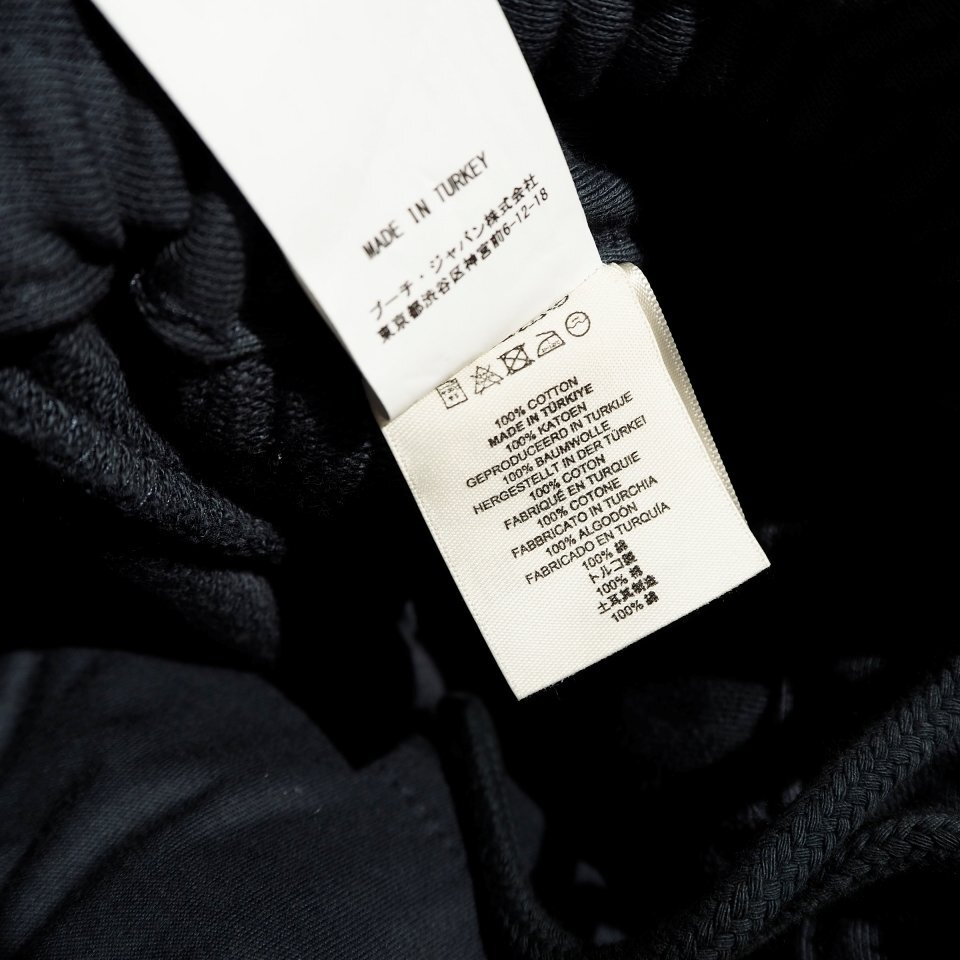 MADE IN TURKEY
プーチ・ジャパン株式会社
東京都渋谷区神宮前6-12-18
100% COTTON
MADE IN TÜRKIYE
100% KATOEN
GEPRODUCEERD IN TURKIJE
100% BAUMWOLLE
HERGESTELLT IN DER TÜRKEI
100% COTON
FABRIQUÉ EN TURQUIE
100% COTONE
FABBRICATO IN TURCHIA
100% ALGODÓN
FABRICADO EN TURQUÍA
100% 綿
トルコ製
100% 棉
土耳其制造
100% 綿